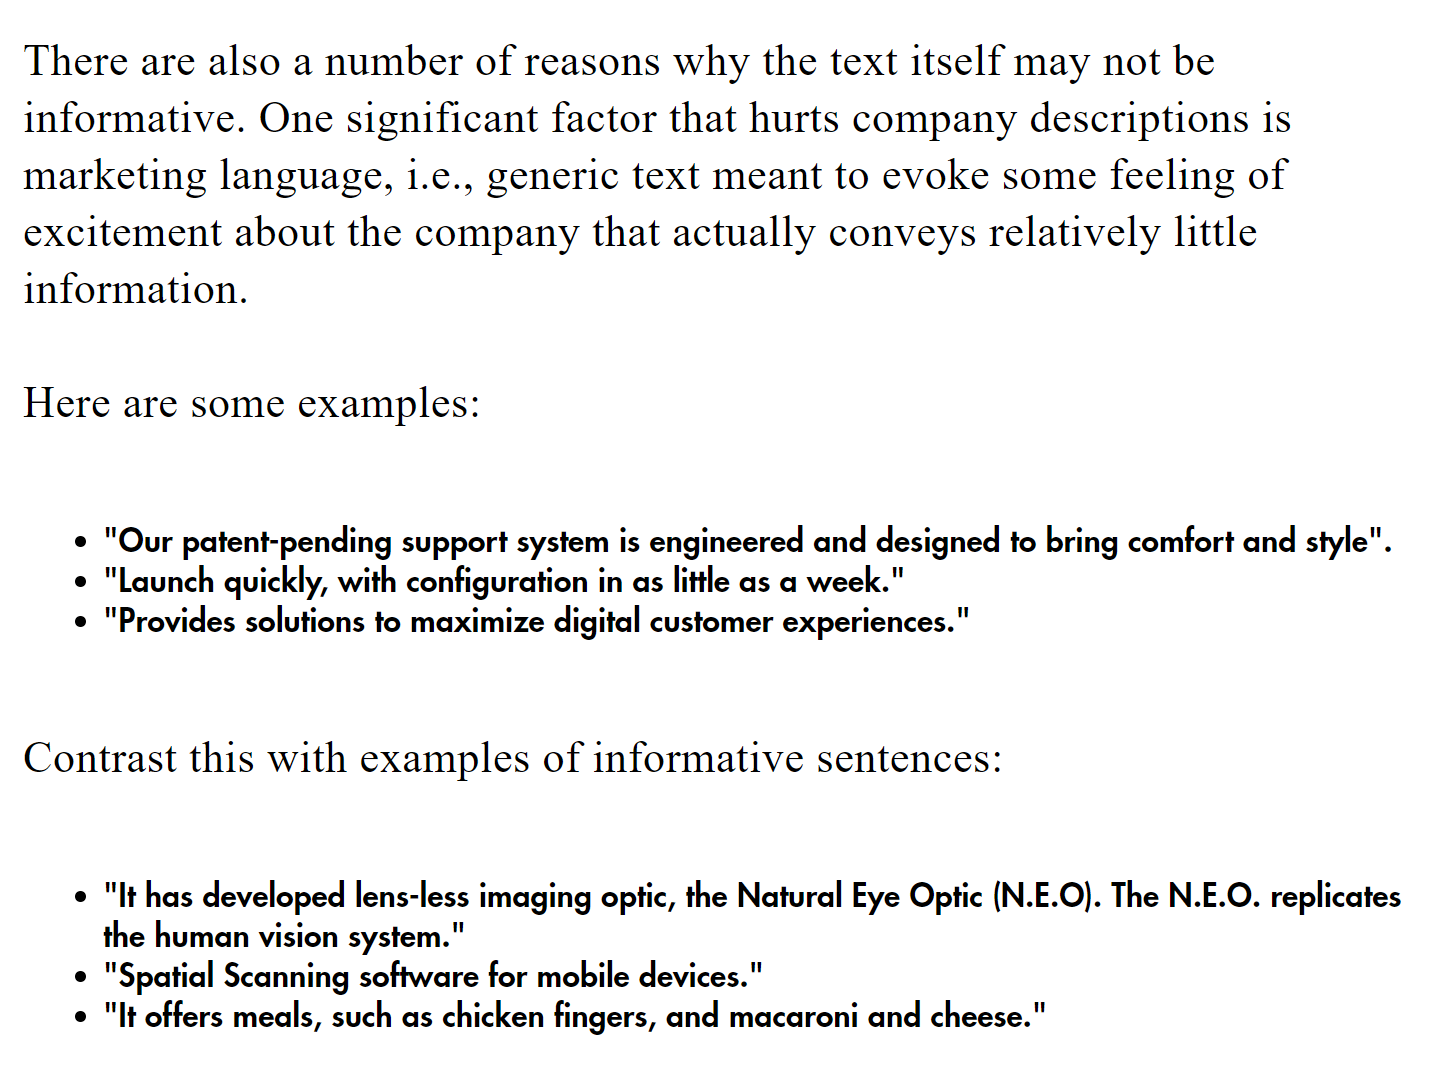 There are also a number of reasons why the text itself may not be
informative. One significant factor that hurts company descriptions is
marketing language, i.e., generic text meant to evoke some feeling of
excitement about the company that actually conveys relatively little
information.
Here are some examples:
• "Our patent-pending support system is engineered and designed to bring comfort and style".
• "Launch quickly, with configuration in as little as a week."
• "Provides solutions to maximize digital customer experiences."
Contrast this with examples of informative sentences:
• "It has developed lens-less imaging optic, the Natural Eye Optic (N.E.O). The N.E.O. replicates
the human vision system."
• "Spatial Scanning software for mobile devices."
• "It offers meals, such as chicken fingers, and macaroni and cheese."